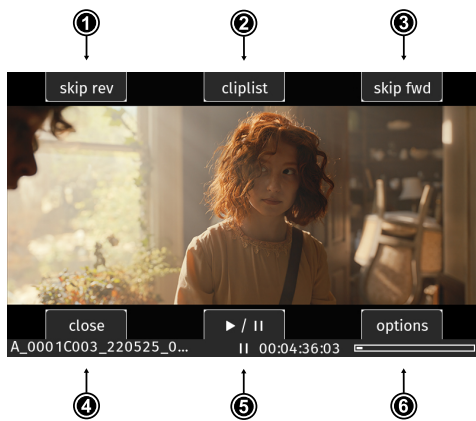 1 2 3
skip rev cliplist skip fwd
close ▶ / II options
A_0001C003_220525_0... II 00:04:36:03
4 5 6